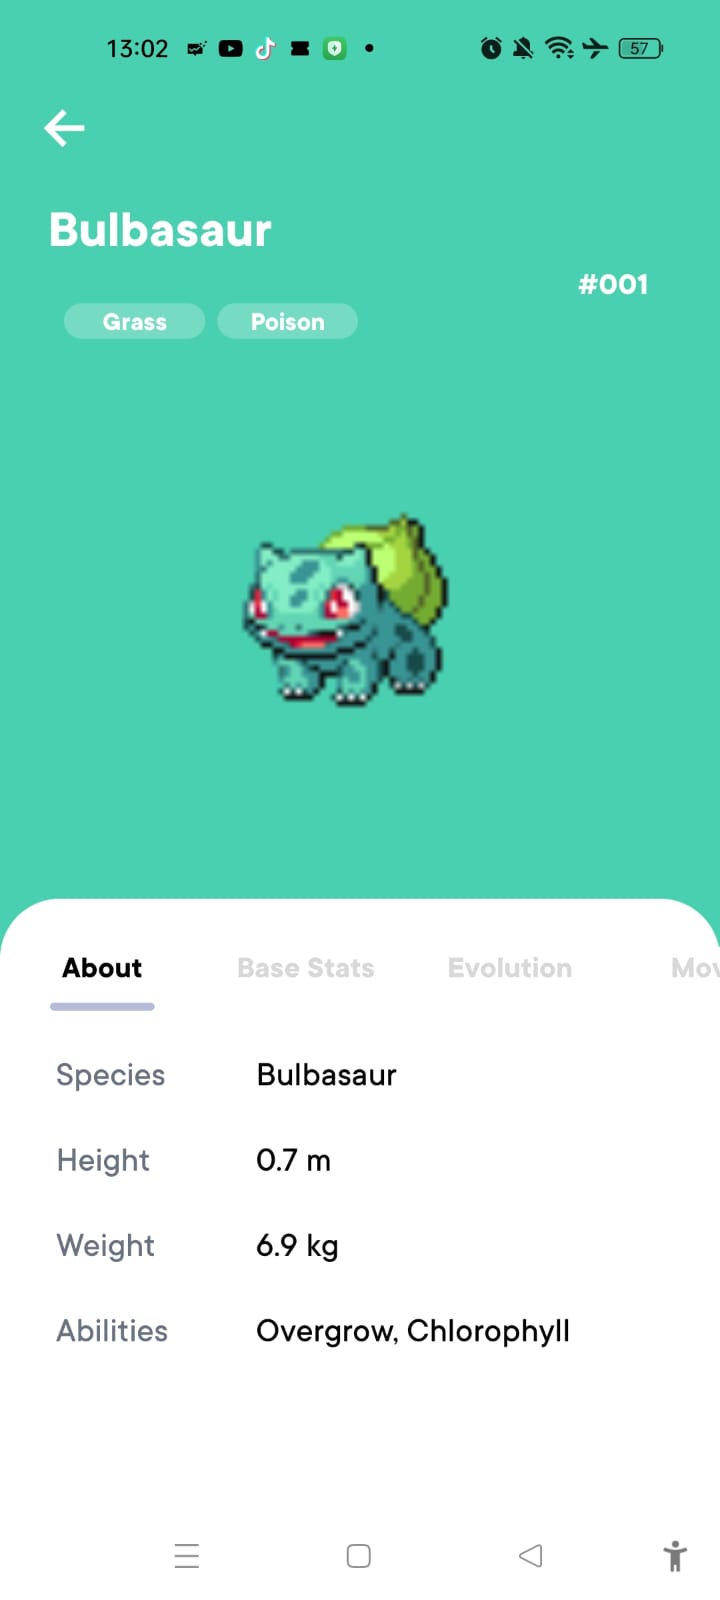 13:02
57
Bulbasaur
#001
Grass Poison
About Base Stats Evolution Mov
Species Bulbasaur
Height 0.7 m
Weight 6.9 kg
Abilities Overgrow, Chlorophyll